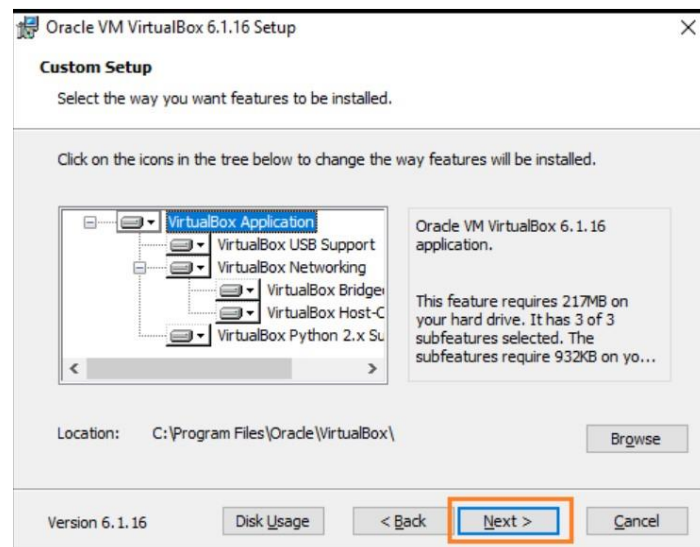 Oracle VM VirtualBox 6.1.16 Setup
Custom Setup
Select the way you want features to be installed.
Click on the icons in the tree below to change the way features will be installed.
VirtualBox Application
VirtualBox USB Support
VirtualBox Networking
VirtualBox Bridge
VirtualBox Host-C
VirtualBox Python 2.x Su
Oracle VM VirtualBox 6.1.16
application.
This feature requires 217MB on
your hard drive. It has 3 of 3
subfeatures selected. The
subfeatures require 932KB on yo...
Location: C:\Program Files\Oracle\VirtualBox\
Browse
Version 6.1.16
Disk Usage
< Back
Next >
Cancel